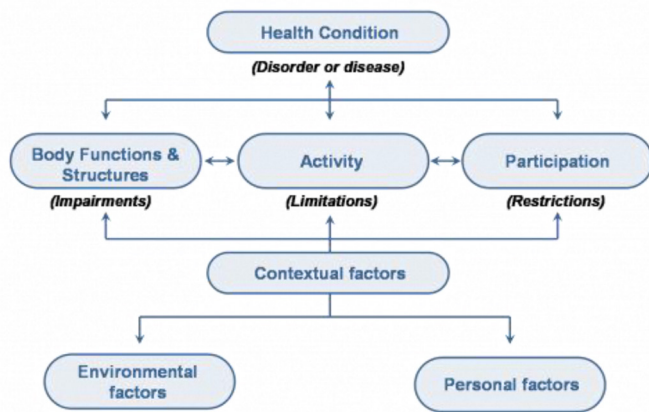 Health Condition
(Disorder or disease)
Body Functions &
Structures
Activity
Participation
(Impairments)
(Limitations)
(Restrictions)
Contextual factors
Environmental
factors
Personal factors